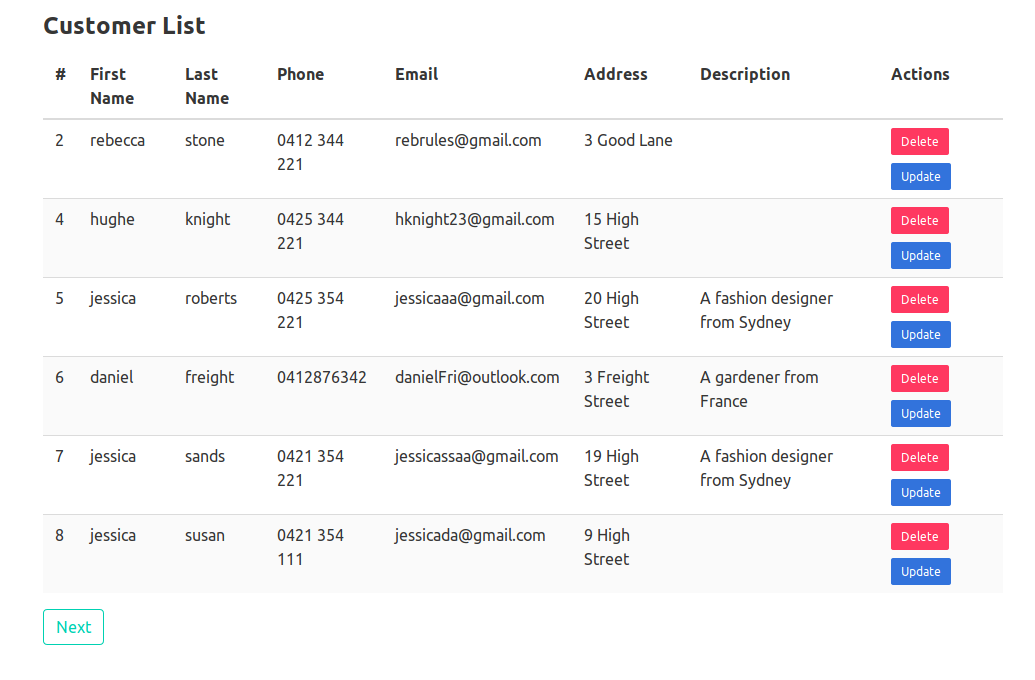 Customer List
# First Last Phone Email Address Description Actions
Name Name
2 rebecca stone 0412 344 rebrules@gmail.com 3 Good Lane Delete
221
Update
4 hughe knight 0425 344 hknight23@gmail.com 15 High Delete
221 Street
Update
5 jessica roberts 0425 354 jessicaaa@gmail.com 20 High A fashion designer Delete
221 Street from Sydney
Update
6 daniel freight 0412876342 danielFri@outlook.com 3 Freight A gardener from Delete
Street France
Update
7 jessica sands 0421 354 jessicassaa@gmail.com 19 High A fashion designer Delete
221 Street from Sydney
Update
8 jessica susan 0421 354 jessicada@gmail.com 9 High Delete
111 Street
Update
Next